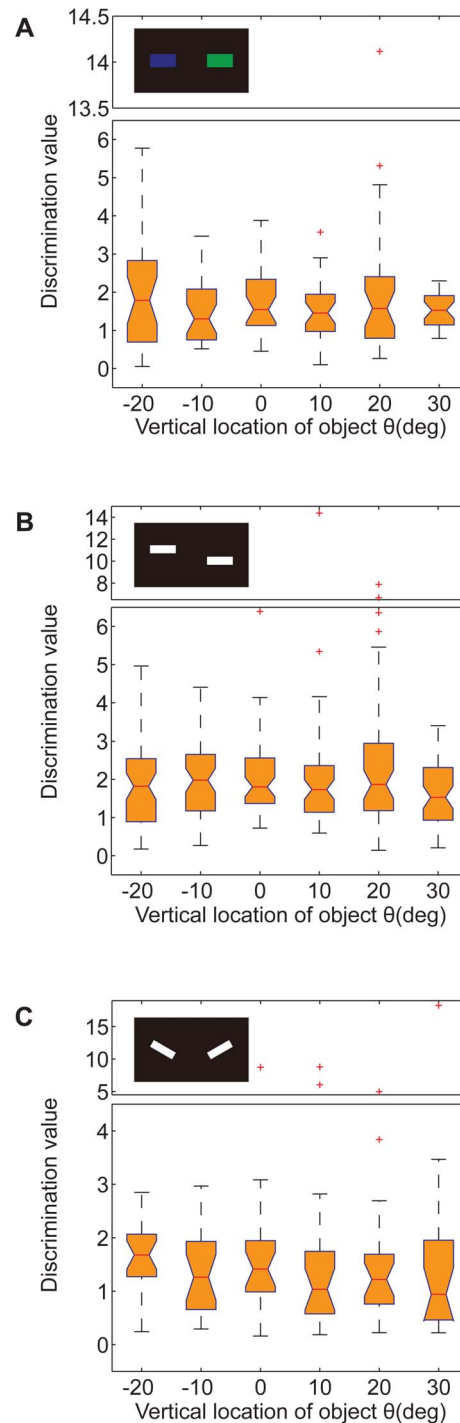 A
14.5
14
13.5
6
5
4
3
2
1
0
Discrimination value
-20 -10 0 10 20 30
Vertical location of object θ(deg)
B
14
12
10
8
6
5
4
3
2
1
0
Discrimination value
-20 -10 0 10 20 30
Vertical location of object θ(deg)
C
15
10
5
4
3
2
1
0
Discrimination value
-20 -10 0 10 20 30
Vertical location of object θ(deg)